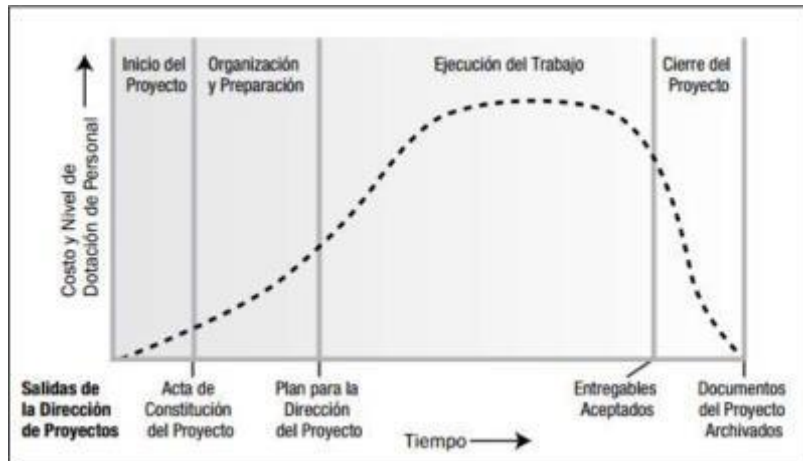 Inicio del
Proyecto
Organización
y Preparación
Ejecución del Trabajo
Cierre del
Proyecto
Costo y Nivel de
Dotación de Personal
Salidas de
la Dirección
de Proyectos
Acta de
Constitución
del Proyecto
Plan para la
Dirección
del Proyecto
Entregables
Aceptados
Documentos
del Proyecto
Archivados
Tiempo